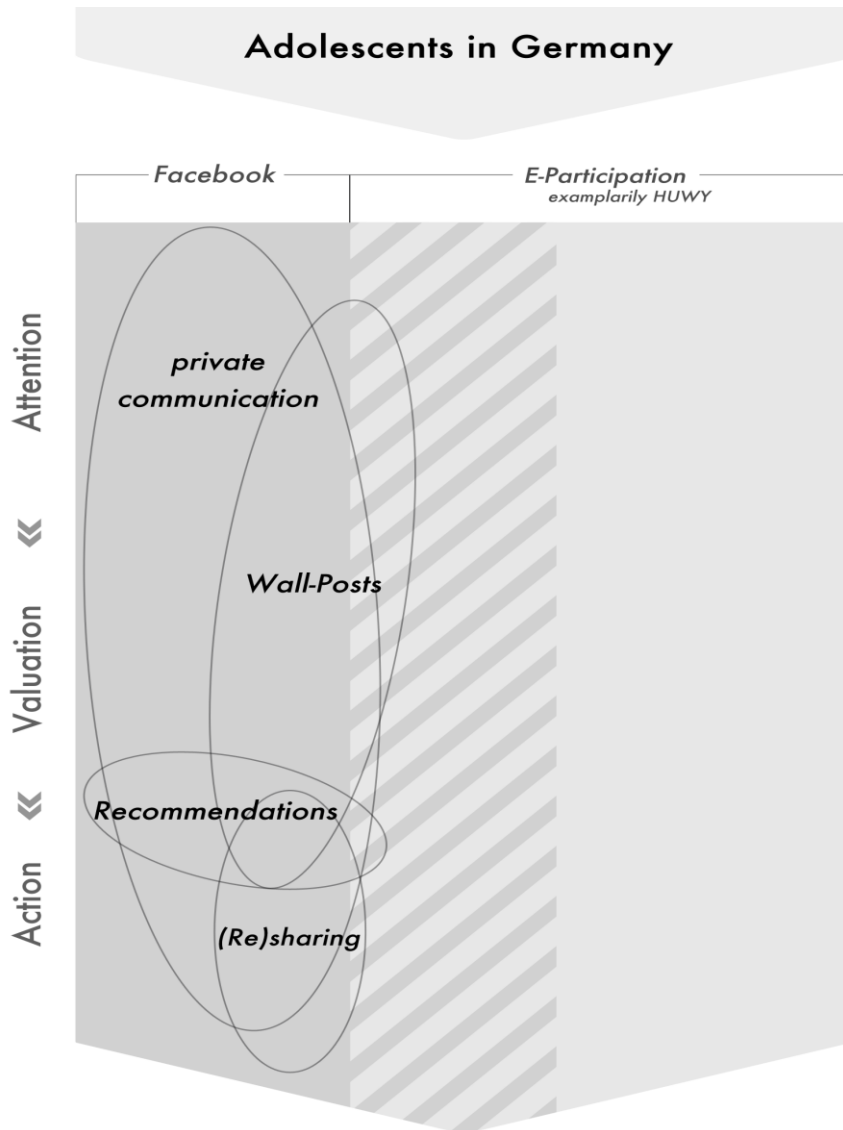 Adolescents in Germany
Facebook
E-Participation
examplarily HUWY
Attention
private
communication
«
Wall-Posts
Valuation
«
Recommendations
Action
(Re)sharing